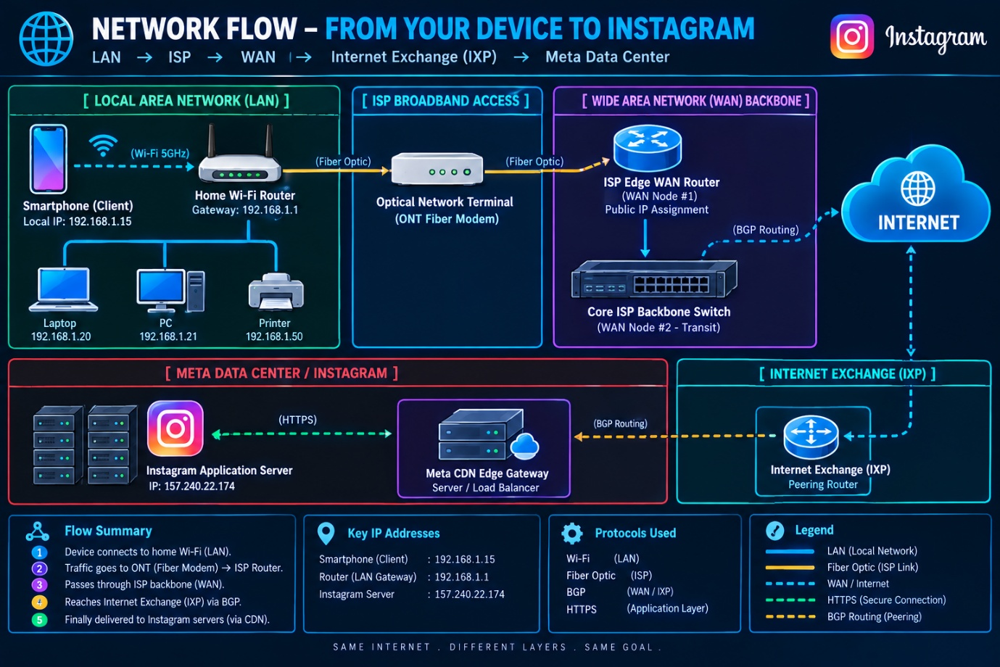 NETWORK FLOW – FROM YOUR DEVICE TO INSTAGRAM
LAN → ISP → WAN → Internet Exchange (IXP) → Meta Data Center
Instagram
[ LOCAL AREA NETWORK (LAN) ]
(Wi-Fi 5GHz)
Smartphone (Client)
Local IP: 192.168.1.15
Home Wi-Fi Router
Gateway: 192.168.1.1
Laptop
192.168.1.20
PC
192.168.1.21
Printer
192.168.1.50
(Fiber Optic)
[ ISP BROADBAND ACCESS ]
Optical Network Terminal
(ONT Fiber Modem)
(Fiber Optic)
[ WIDE AREA NETWORK (WAN) BACKBONE ]
ISP Edge WAN Router
(WAN Node #1)
Public IP Assignment
(BGP Routing)
Core ISP Backbone Switch
(WAN Node #2 - Transit)
INTERNET
[ META DATA CENTER / INSTAGRAM ]
(HTTPS)
Instagram Application Server
IP: 157.240.22.174
Meta CDN Edge Gateway
Server / Load Balancer
(BGP Routing)
[ INTERNET EXCHANGE (IXP) ]
Internet Exchange (IXP)
Peering Router
Flow Summary
1 Device connects to home Wi-Fi (LAN).
2 Traffic goes to ONT (Fiber Modem) → ISP Router.
3 Passes through ISP backbone (WAN).
4 Reaches Internet Exchange (IXP) via BGP.
5 Finally delivered to Instagram servers (via CDN).
Key IP Addresses
Smartphone (Client) : 192.168.1.15
Router (LAN Gateway) : 192.168.1.1
Instagram Server : 157.240.22.174
Protocols Used
Wi-Fi (LAN)
Fiber Optic (ISP)
BGP (WAN / IXP)
HTTPS (Application Layer)
Legend
LAN (Local Network)
Fiber Optic (ISP Link)
WAN / Internet
HTTPS (Secure Connection)
BGP Routing (Peering)
SAME INTERNET . DIFFERENT LAYERS . SAME GOAL .